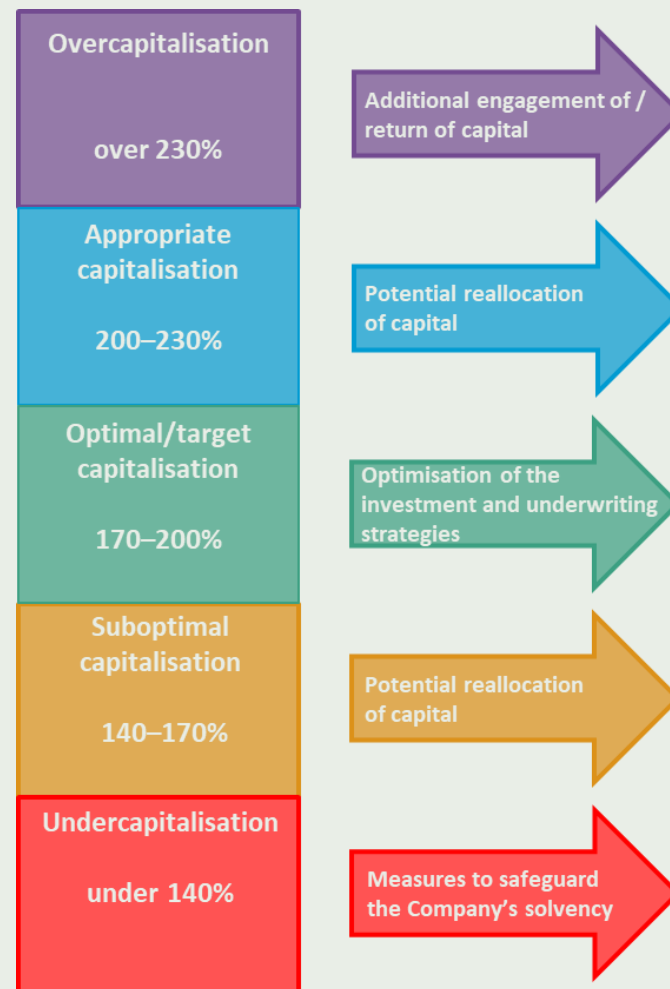 Overcapitalisation
over 230%
Additional engagement of /
return of capital
Appropriate
capitalisation
200–230%
Potential reallocation
of capital
Optimal/target
capitalisation
170–200%
Optimisation of the
investment and underwriting
strategies
Suboptimal
capitalisation
140–170%
Potential reallocation
of capital
Undercapitalisation
under 140%
Measures to safeguard
the Company’s solvency